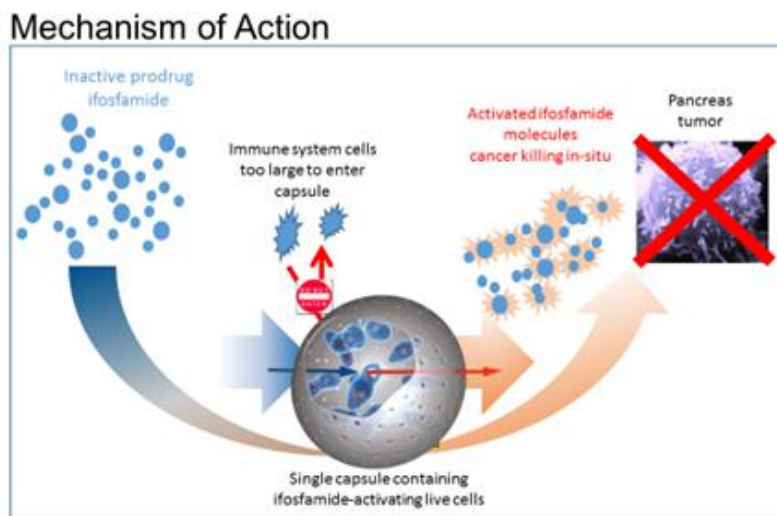 Mechanism of Action
Inactive prodrug
ifosfamide
Immune system cells
too large to enter
capsule
Activated ifosfamide
molecules
cancer killing in-situ
Pancreas
tumor
Single capsule containing
ifosfamide-activating live cells